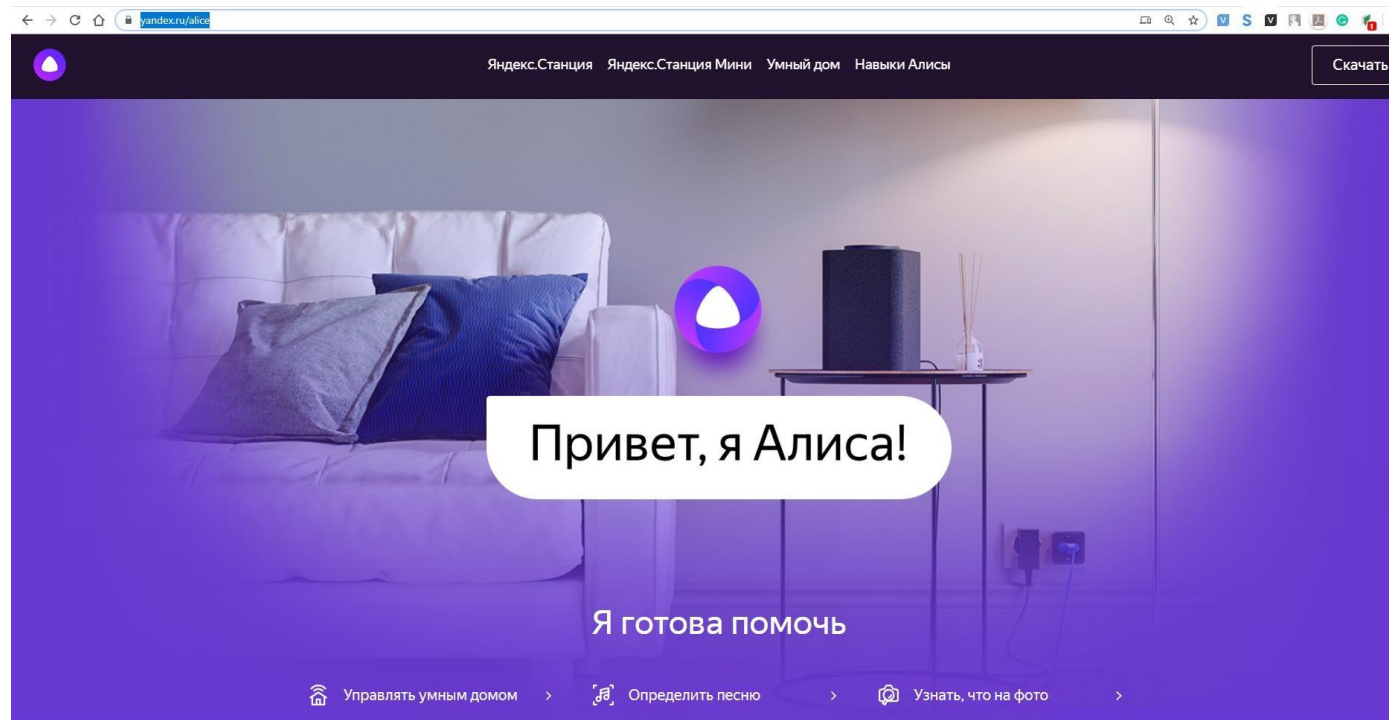 yandex.ru/alice
Яндекс.Станция Яндекс.Станция Мини Умный дом Навыки Алисы Скачать
Привет, я Алиса!
Я готова помочь
Управлять умным домом Определить песню Узнать, что на фото